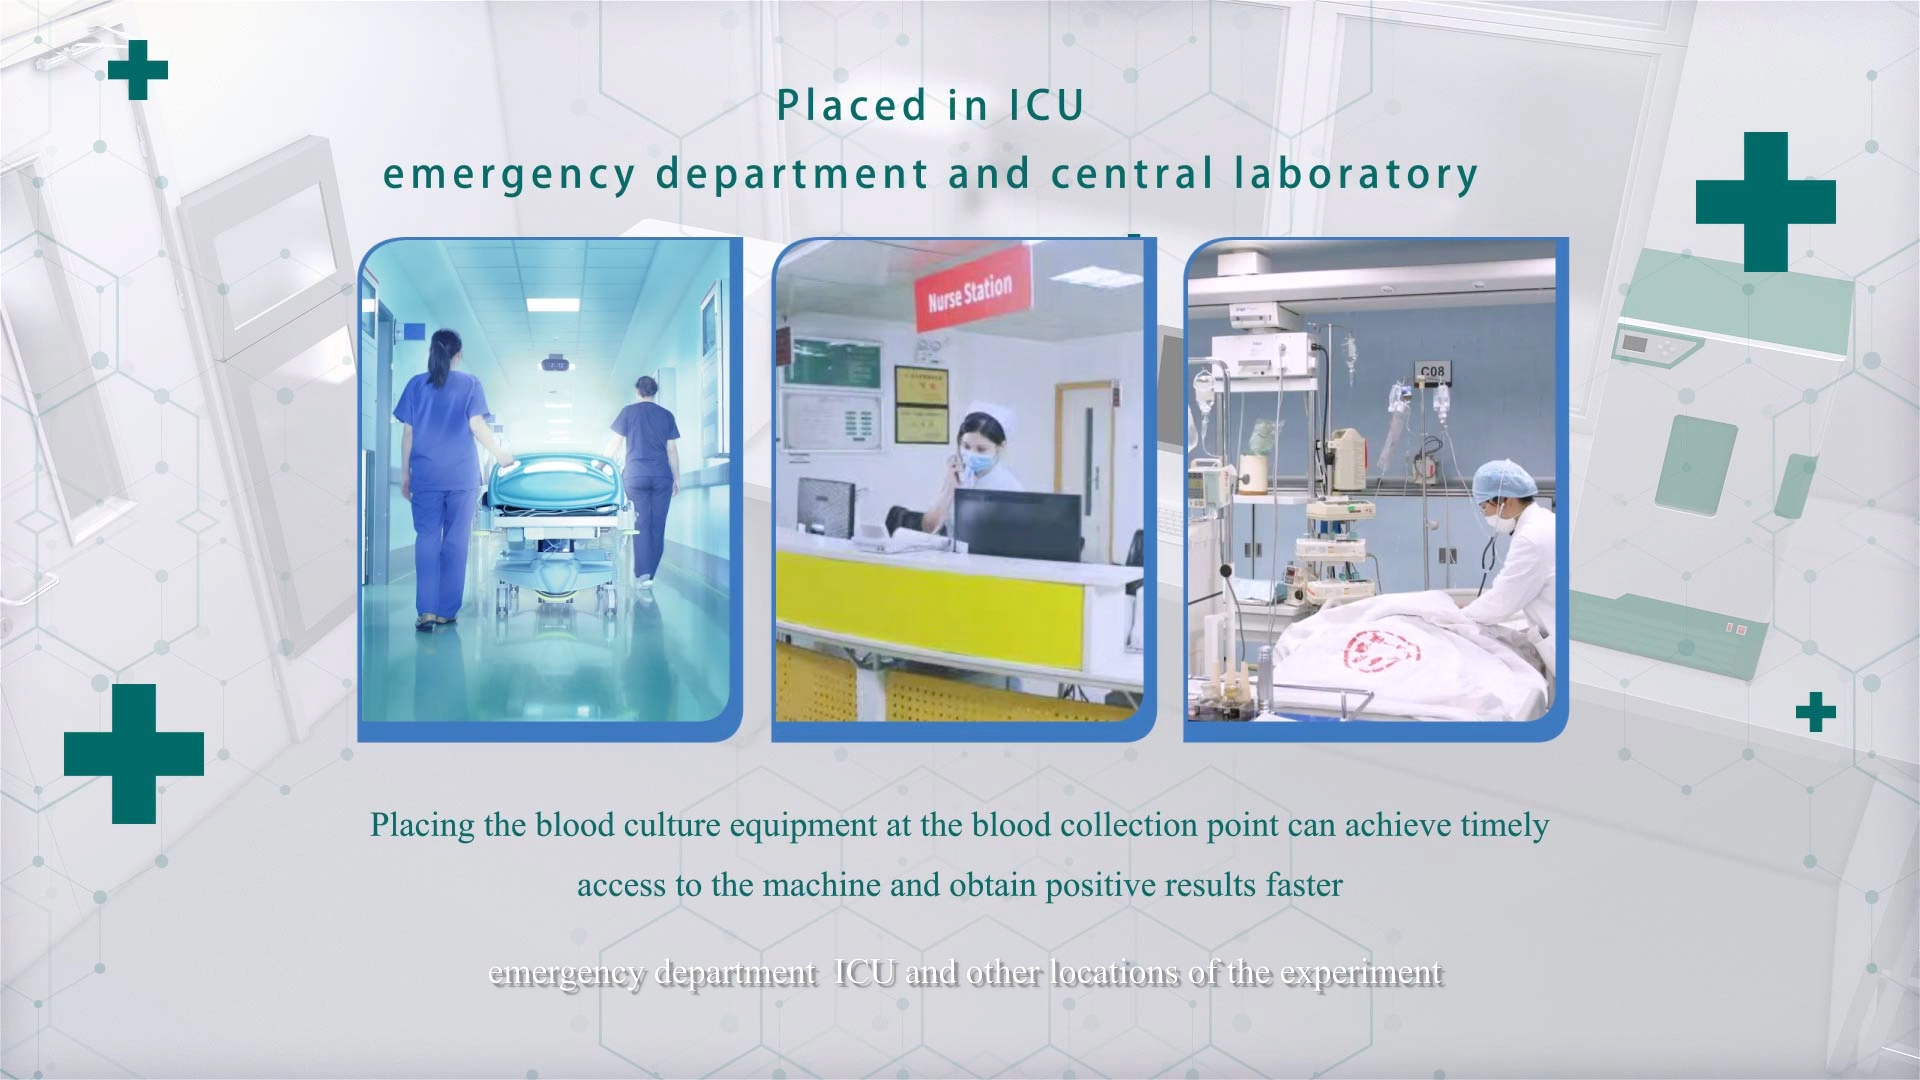 Placed in ICU
emergency department and central laboratory
Nurse Station
C08
Placing the blood culture equipment at the blood collection point can achieve timely
access to the machine and obtain positive results faster
emergency department  ICU and other locations of the experiment